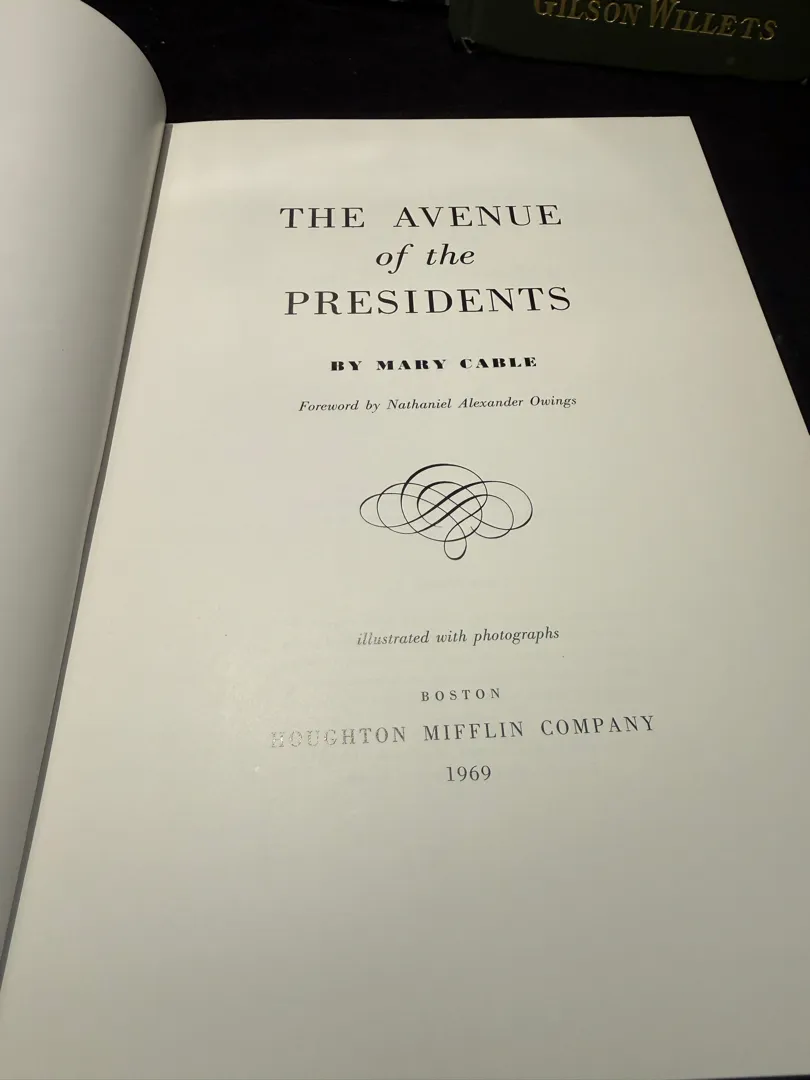 GILSON WILLETS
THE AVENUE
of the
PRESIDENTS
BY MARY CABLE
Foreword by Nathaniel Alexander Owings
illustrated with photographs
BOSTON
HOUGHTON MIFFLIN COMPANY
1969